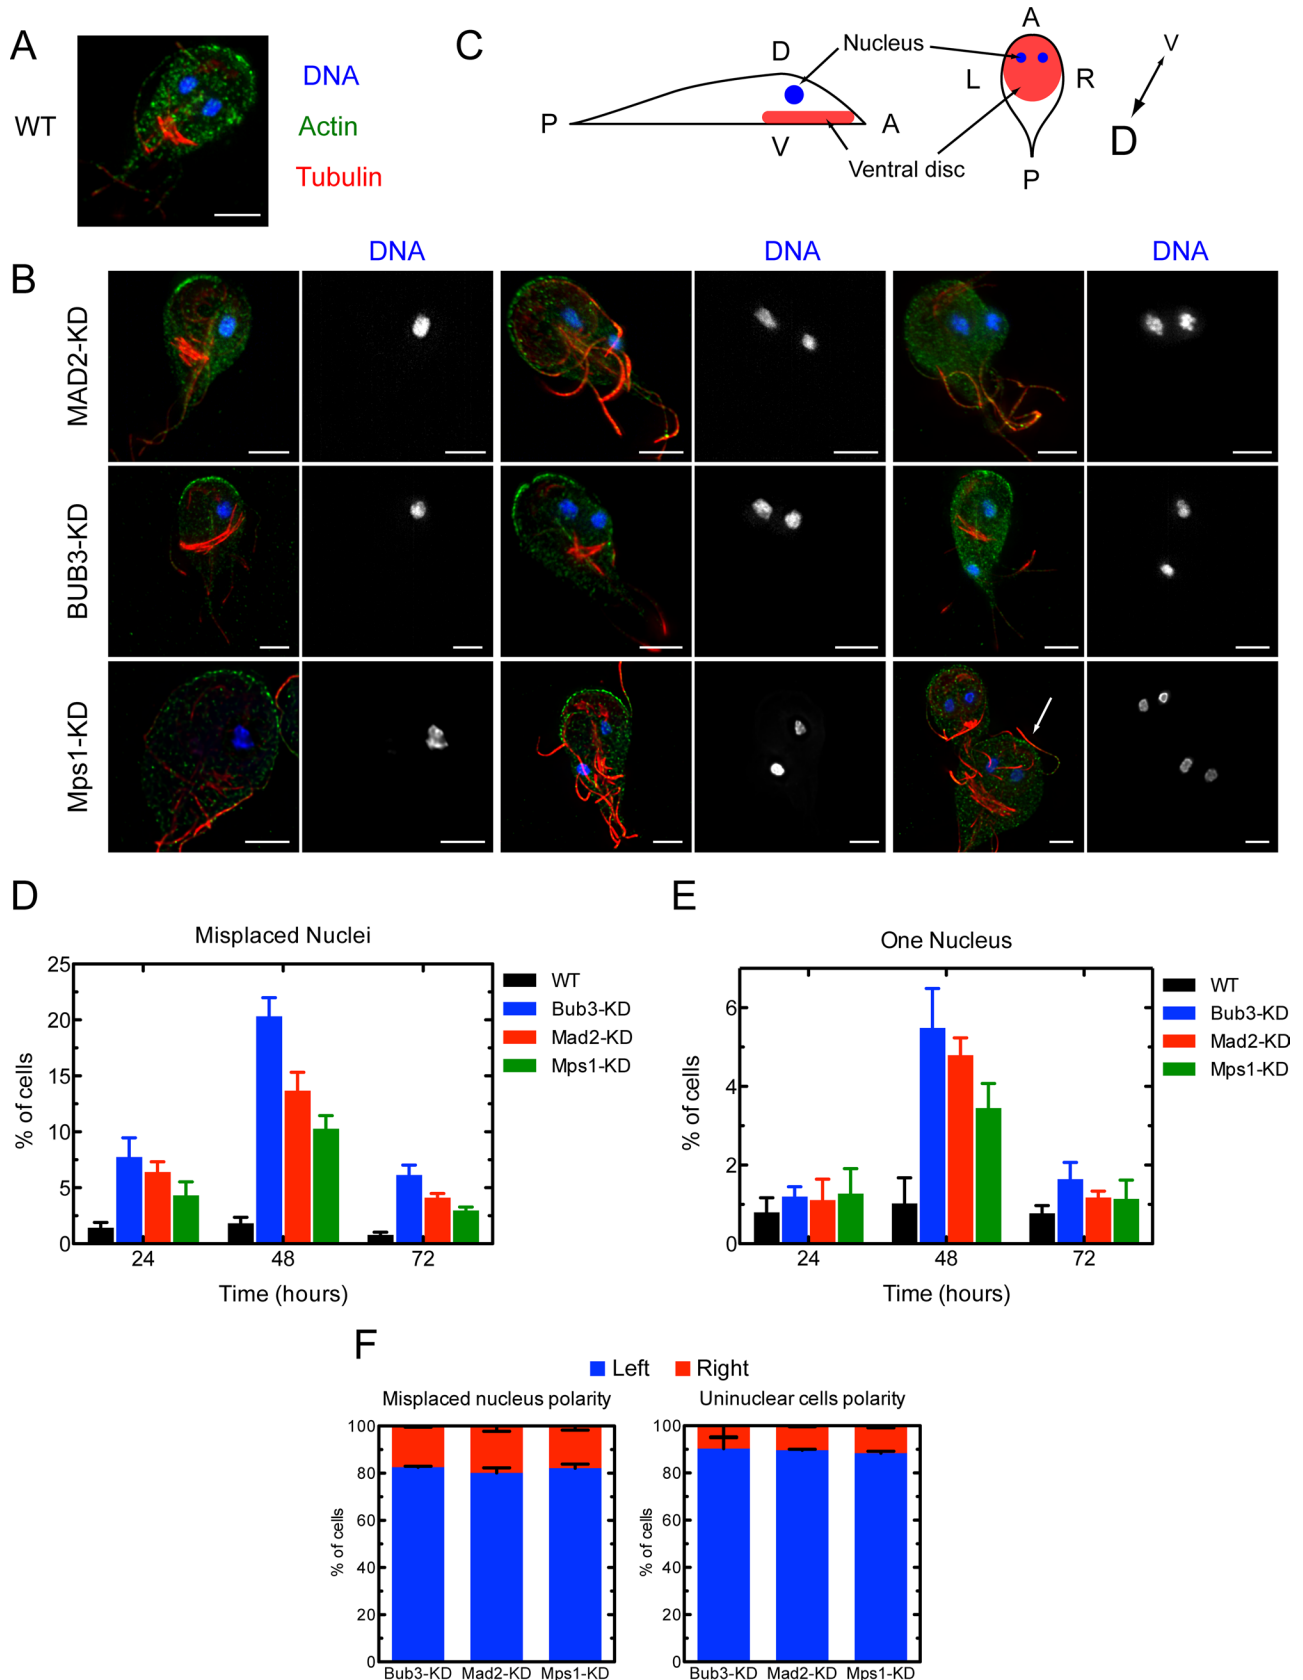 A
WT
DNA
Actin
Tubulin
C
D
Nucleus
P
V
A
Ventral disc
A
L
R
P
V
D
B
DNA
DNA
DNA
MAD2-KD
BUB3-KD
Mps1-KD
D
Misplaced Nuclei
25
20
15
10
5
0
% of cells
24
48
72
Time (hours)
WT
Bub3-KD
Mad2-KD
Mps1-KD
E
One Nucleus
6
4
2
0
% of cells
24
48
72
Time (hours)
WT
Bub3-KD
Mad2-KD
Mps1-KD
F
Left
Right
Misplaced nucleus polarity
100
80
60
40
20
0
% of cells
Bub3-KD Mad2-KD Mps1-KD
Uninuclear cells polarity
100
80
60
40
20
0
% of cells
Bub3-KD Mad2-KD Mps1-KD